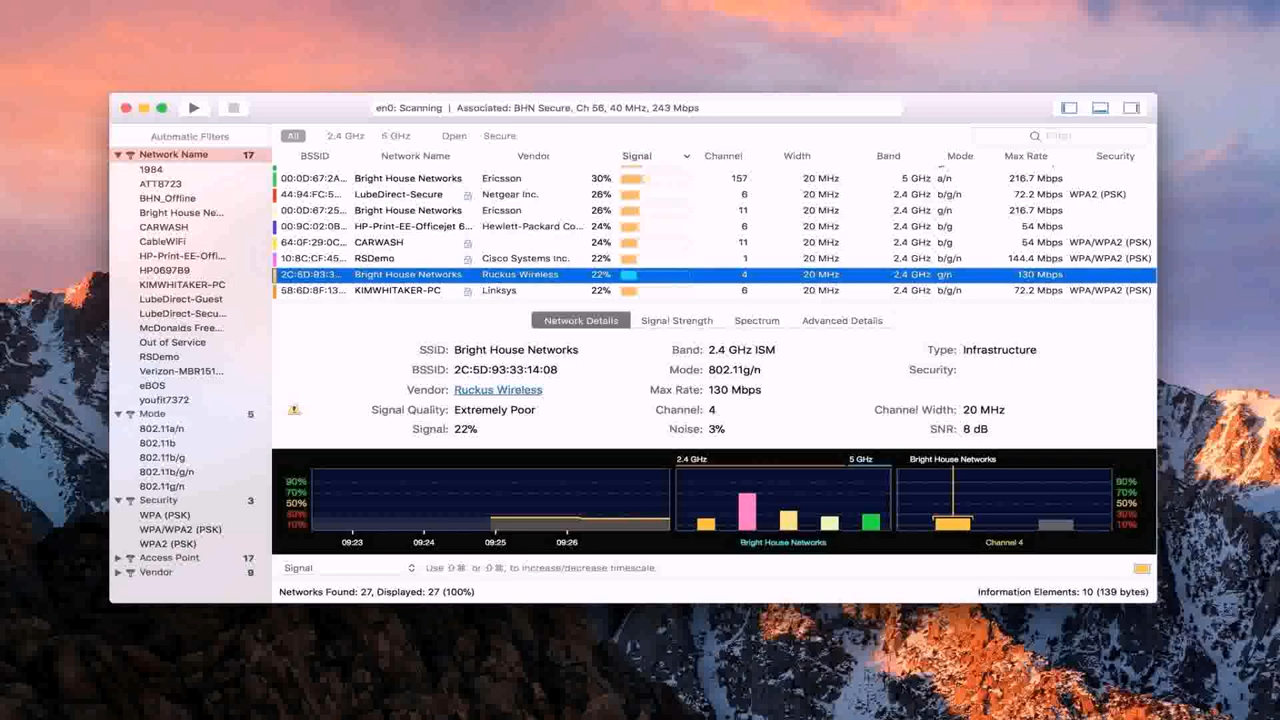 en0: Scanning | Associated: BHN Secure, Ch 56, 40 MHz, 243 Mbps
Automatic Filters
All 2.4 GHz 5 GHz Open Secure Filter
Network Name 17
1984
ATT8723
BHN_Offline
Bright House Ne...
CARWASH
CableWiFi
HP-Print-EE-Offi...
HP0697B9
KIMWHITAKER-PC
LubeDirect-Guest
LubeDirect-Secu...
McDonalds Free...
Out of Service
RSDemo
Verizon-MBR151...
eBOS
youfit7372
Mode 5
802.11a/n
802.11b
802.11b/g
802.11b/g/n
802.11g/n
Security 3
WPA (PSK)
WPA/WPA2 (PSK)
WPA2 (PSK)
Access Point 17
Vendor 9
BSSID Network Name Vendor Signal Channel Width Band Mode Max Rate Security
00:0D:67:2A... Bright House Networks Ericsson 30% 157 20 MHz 5 GHz a/n 216.7 Mbps
44:94:FC:5... LubeDirect-Secure Netgear Inc. 26% 6 20 MHz 2.4 GHz b/g/n 72.2 Mbps WPA2 (PSK)
00:0D:67:25... Bright House Networks Ericsson 26% 11 20 MHz 2.4 GHz g/n 216.7 Mbps
00:9C:02:0B... HP-Print-EE-Officejet 6... Hewlett-Packard Co... 24% 6 20 MHz 2.4 GHz b/g 54 Mbps
64:0F:29:0C... CARWASH 24% 11 20 MHz 2.4 GHz b/g 54 Mbps WPA/WPA2 (PSK)
10:8C:CF:45... RSDemo Cisco Systems Inc. 24% 1 20 MHz 2.4 GHz b/g/n 144.4 Mbps WPA/WPA2 (PSK)
2C:5D:93:3... Bright House Networks Ruckus Wireless 22% 4 20 MHz 2.4 GHz g/n 130 Mbps
58:6D:8F:13... KIMWHITAKER-PC Linksys 22% 6 20 MHz 2.4 GHz b/g/n 72.2 Mbps WPA/WPA2 (PSK)
Network Details Signal Strength Spectrum Advanced Details
SSID: Bright House Networks Band: 2.4 GHz ISM Type: Infrastructure
BSSID: 2C:5D:93:33:14:08 Mode: 802.11g/n Security:
Vendor: Ruckus Wireless Max Rate: 130 Mbps
Signal Quality: Extremely Poor Channel: 4 Channel Width: 20 MHz
Signal: 22% Noise: 3% SNR: 8 dB
2.4 GHz 5 GHz Bright House Networks
90% 90%
70% 70%
50% 50%
30% 30%
10% 10%
09:23 09:24 09:25 09:26 Bright House Networks Channel 4
Signal Use ⇧⌘. or ⇧⌘, to increase/decrease timescale.
Networks Found: 27, Displayed: 27 (100%) Information Elements: 10 (139 bytes)